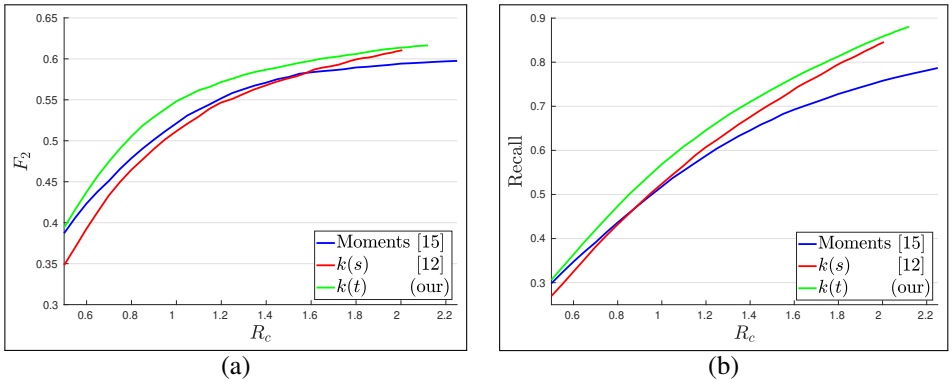 0.65
0.6
0.55
0.5
0.45
0.4
0.35
0.3
F₂
0.6 0.8 1 1.2 1.4 1.6 1.8 2 2.2
R_c
Moments [15]
k(s) [12]
k(t) (our)
(a)
0.9
0.8
0.7
0.6
0.5
0.4
0.3
Recall
0.6 0.8 1 1.2 1.4 1.6 1.8 2 2.2
R_c
Moments [15]
k(s) [12]
k(t) (our)
(b)